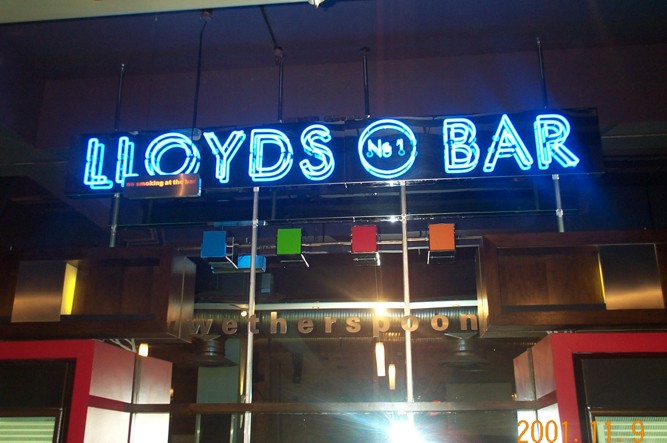 LLOYDS No 1 BAR
no smoking at the bar
wetherspoon
2001.11.9